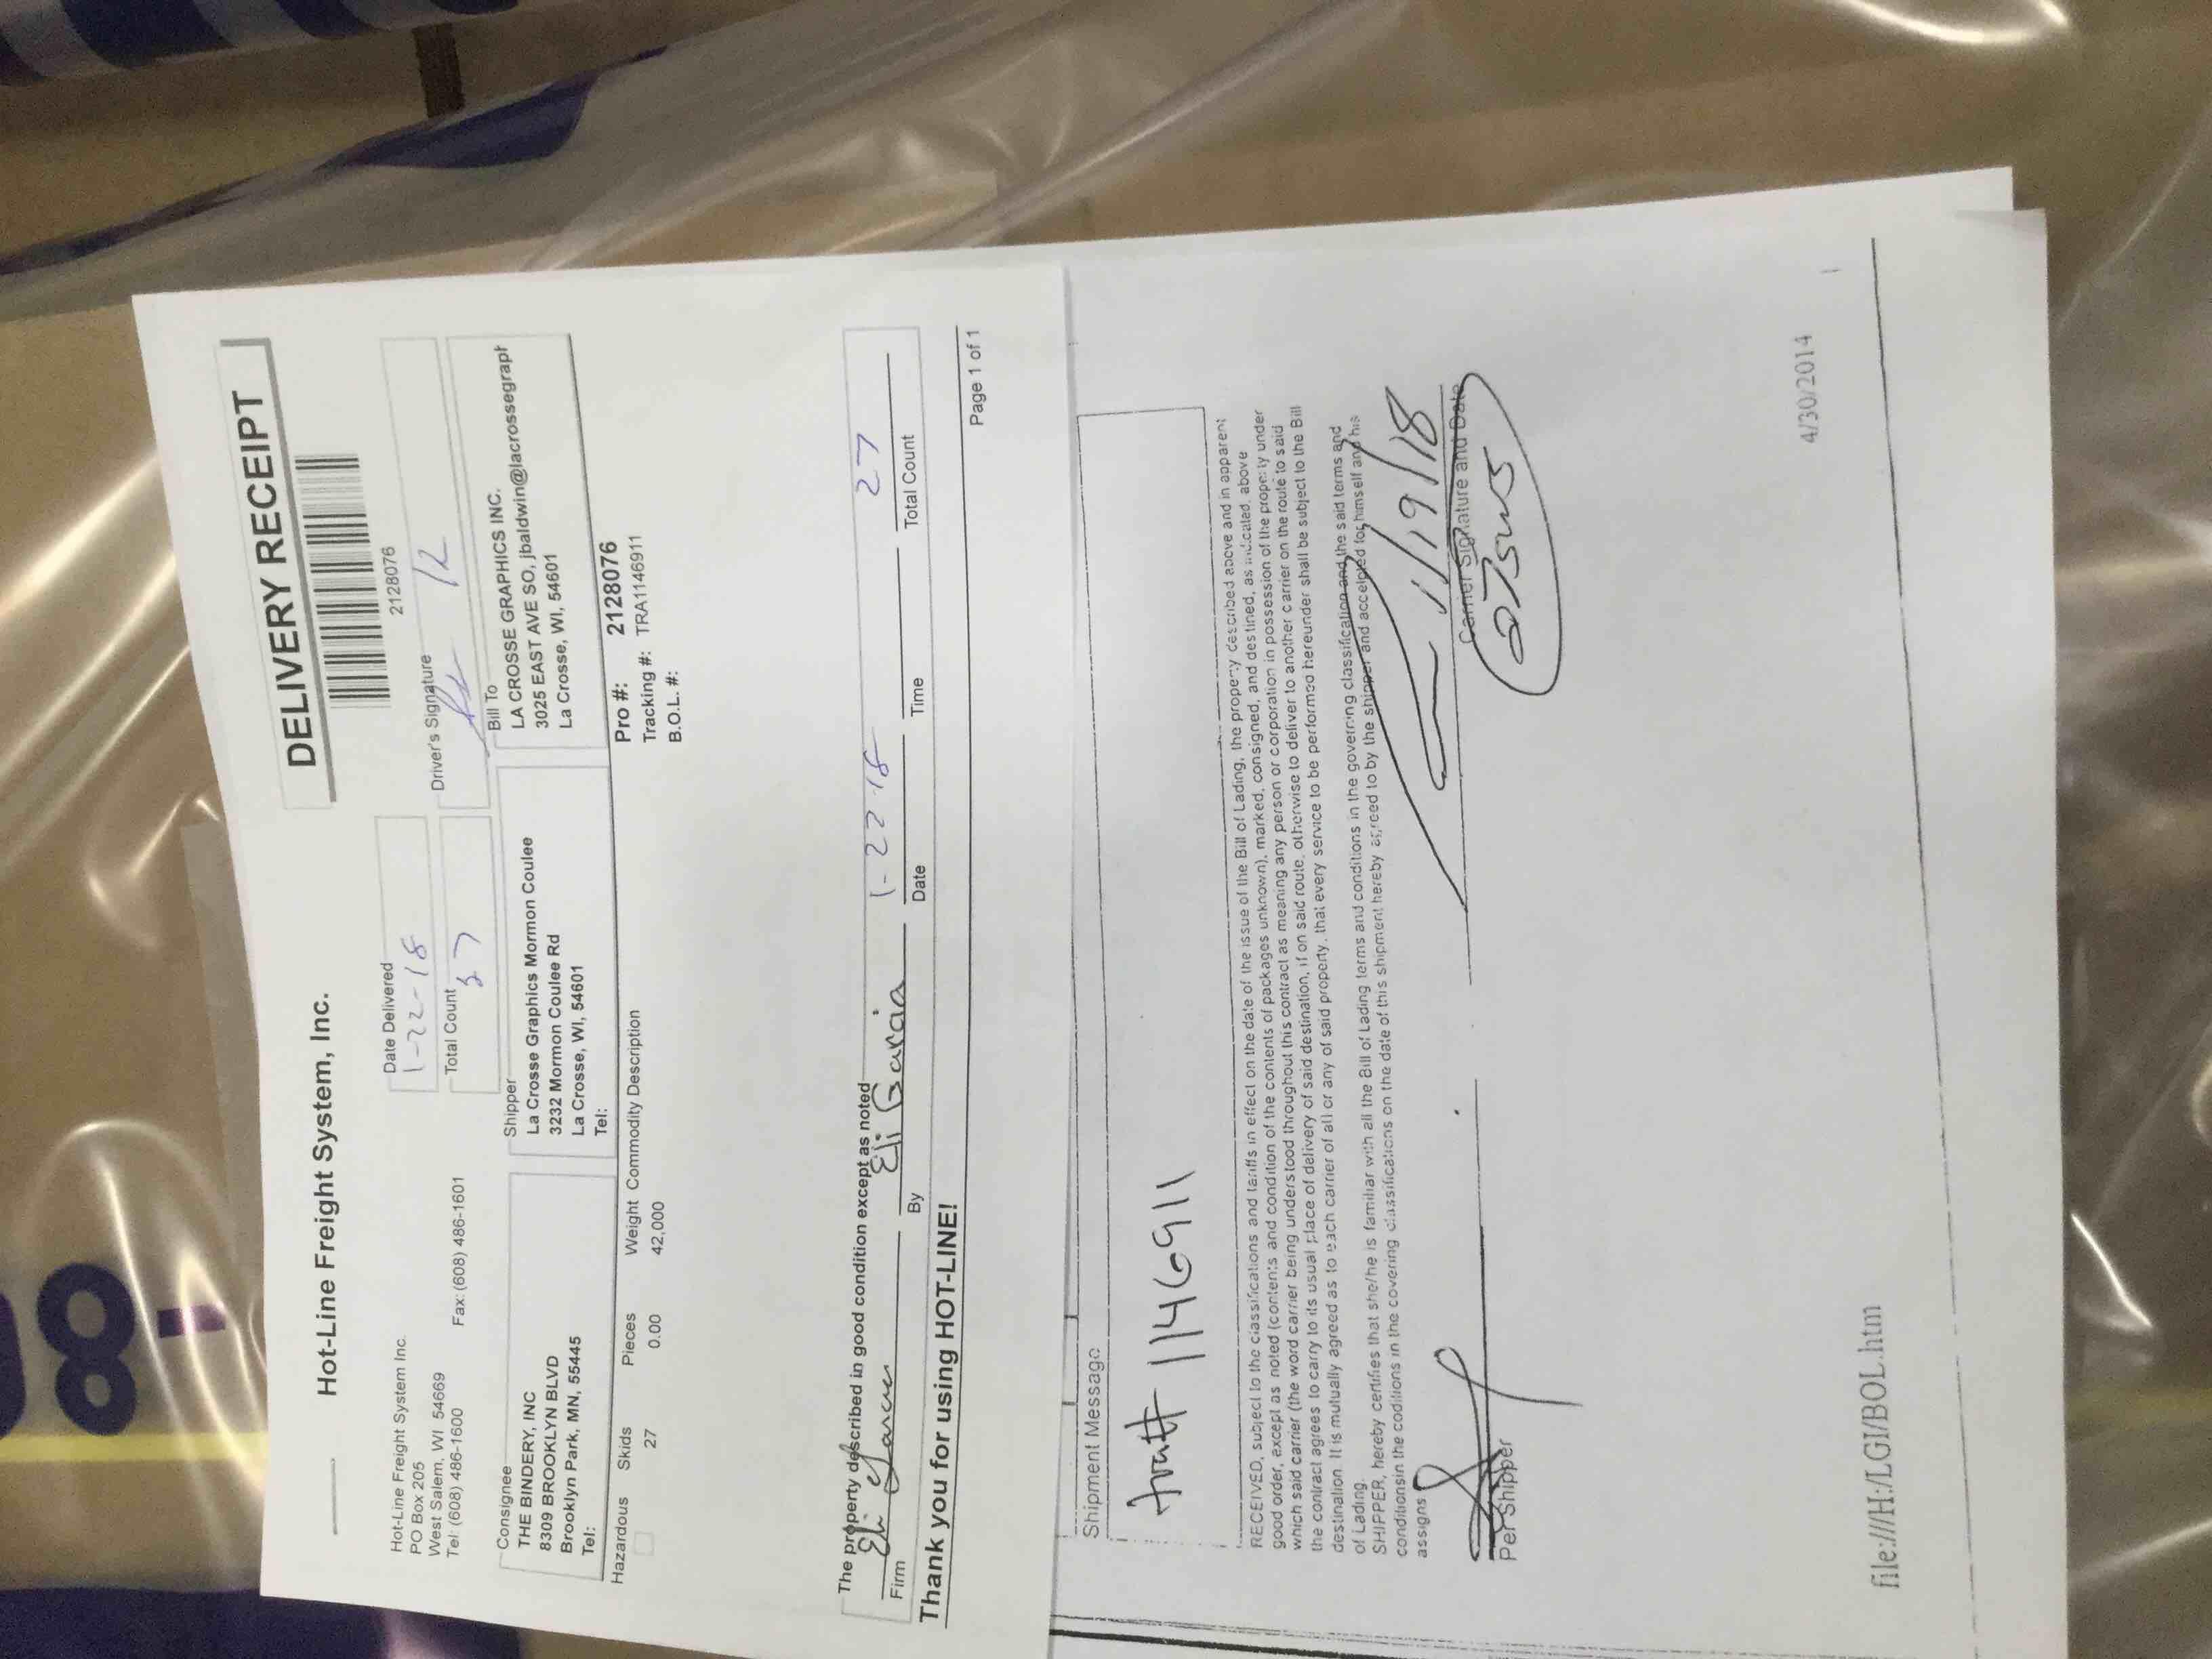 Hot-Line Freight System, Inc.
DELIVERY RECEIPT
2128076
Hot-Line Freight System Inc.
PO Box 205
West Salem, WI 54669
Tel: (608) 486-1600 Fax: (608) 486-1601
Date Delivered
1-22-18
Total Count
27
Driver's Signature
Consignee
THE BINDERY, INC
8309 BROOKLYN BLVD
Brooklyn Park, MN, 55445
Tel:
Shipper
La Crosse Graphics Mormon Coulee
3232 Mormon Coulee Rd
La Crosse, WI, 54601
Tel:
Bill To
LA CROSSE GRAPHICS INC.
3025 EAST AVE SO, jbaldwin@lacrossegraph
La Crosse, WI, 54601
Hazardous Skids Pieces Weight Commodity Description
27 0.00 42,000
Pro #: 2128076
Tracking #: TRA1146911
B.O.L. #:
The property described in good condition except as noted
Eli Garcia Eli Garcia 1-22-18 27
Firm By Date Time Total Count
Thank you for using HOT-LINE!
Page 1 of 1
Shipment Message
tra# 1146911
RECEIVED, subject to the classifications and tariffs in effect on the date of the issue of the Bill of Lading, the property described above and in apparent
good order, except as noted (contents and condition of the contents of packages unknown), marked, consigned, and destined, as indicated, above
which said carrier (the word carrier being understood throughout this contract as meaning any person or corporation in possession of the property under
the contract agrees to carry to its usual place of delivery of said destination, if on said route, otherwise to deliver to another carrier on the route to said
destination. It is mutually agreed as to each carrier of all or any of said property, that every service to be performed hereunder shall be subject to the Bill
of Lading.
SHIPPER, hereby certifies that she/he is familiar with all the Bill of Lading terms and conditions in the governing classification and the said terms and
conditionsin the coditions in the covering classifications on the date of this shipment hereby agreed to by the shipper and accelpted for himself and his
assigns
Per Shipper
1/19/18
Carrier Signature and Date
file:///H:/LGI/BOL.htm
4/30/2014